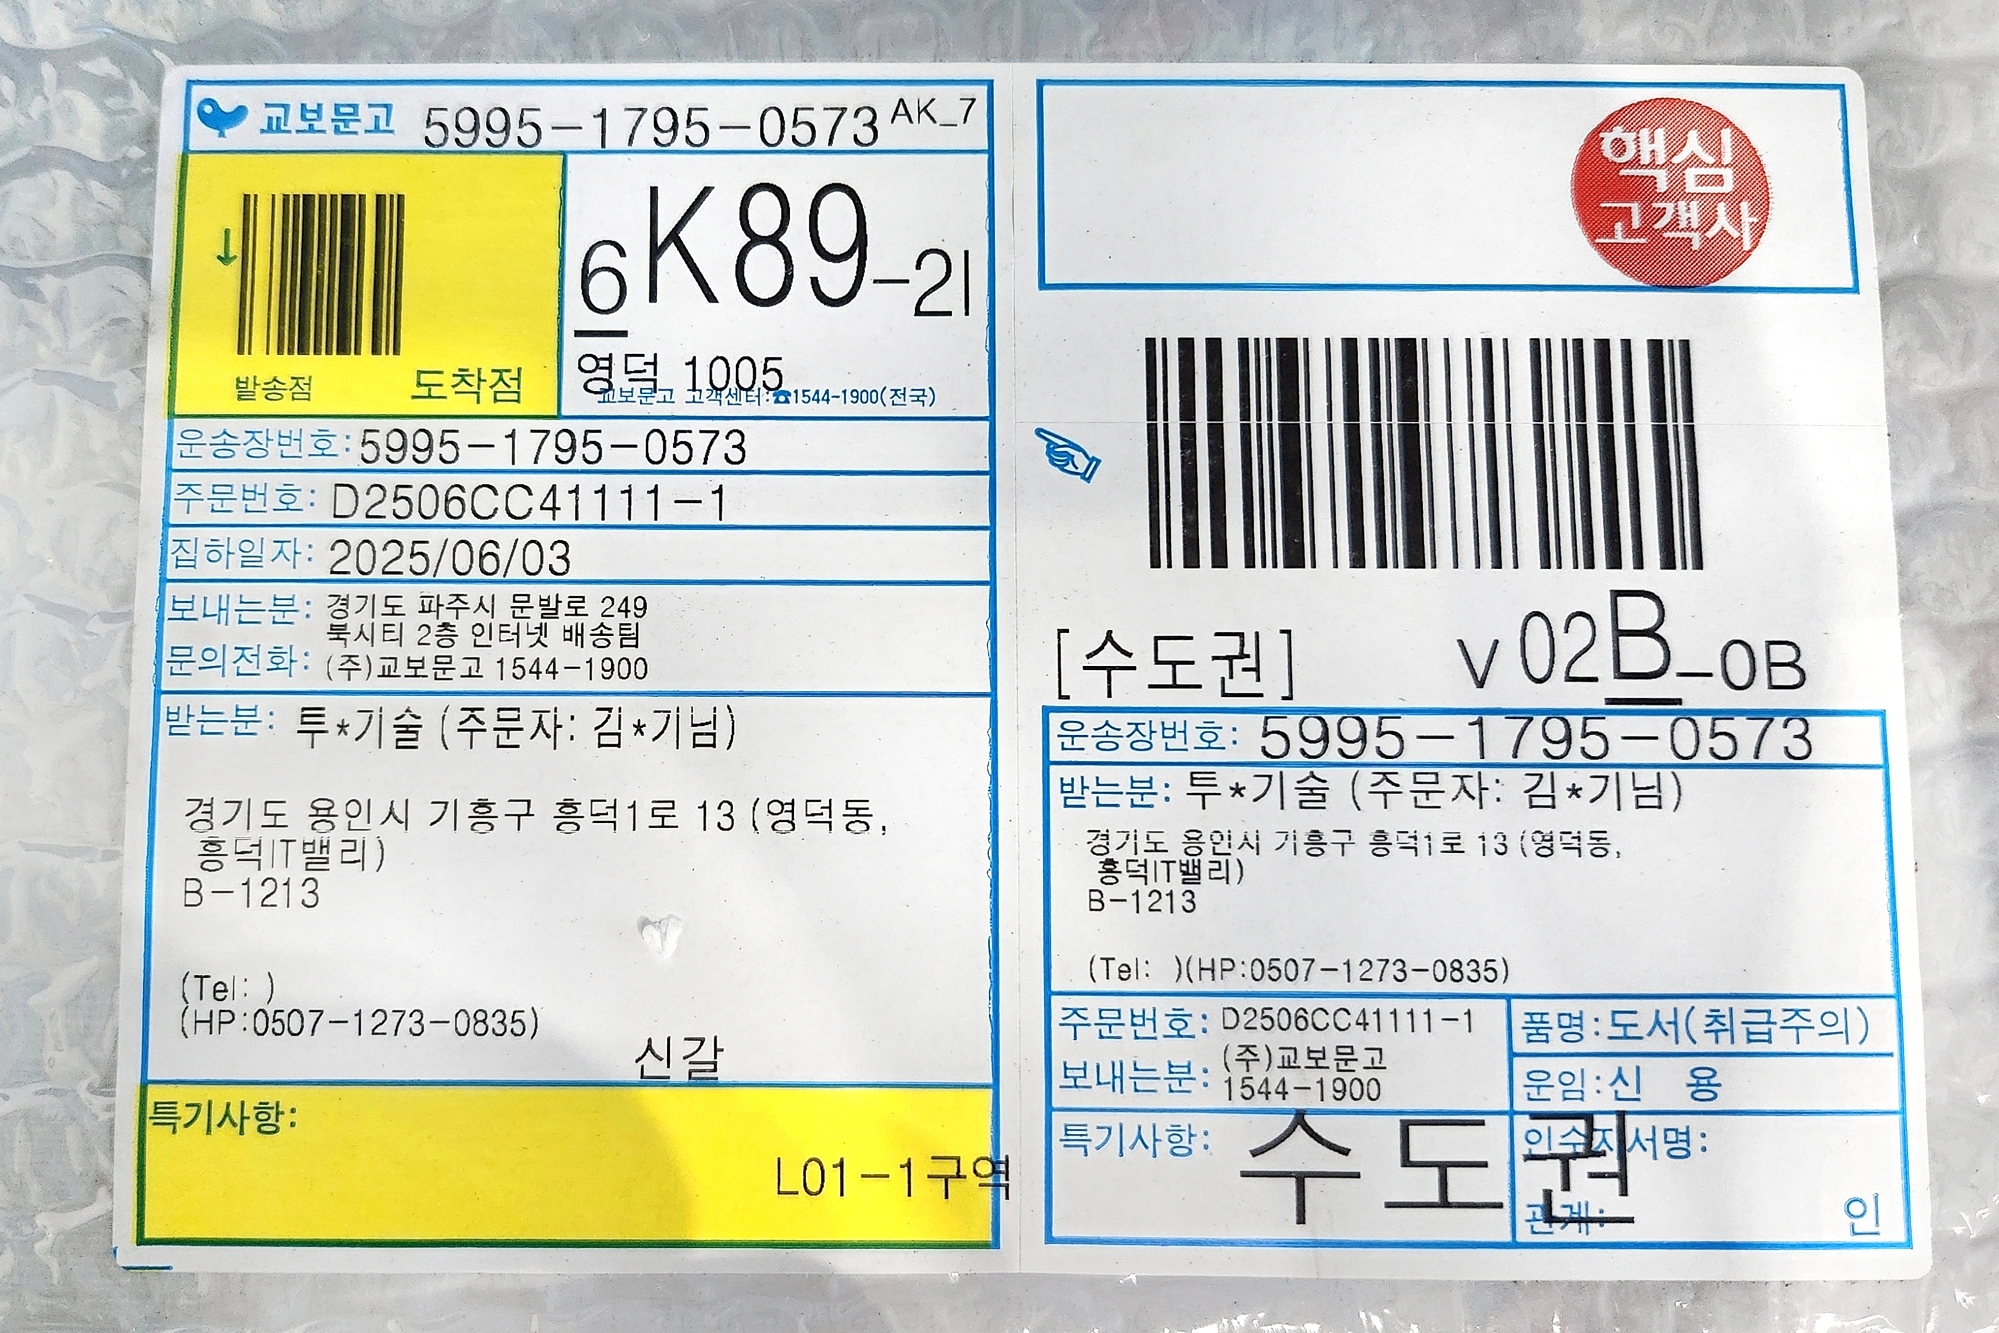 교보문고 5995-1795-0573 AK_7
발송점 도착점
6 K89-2I
영덕 1005
교보문고 고객센터:☎1544-1900(전국)
운송장번호: 5995-1795-0573
주문번호: D2506CC41111-1
집하일자: 2025/06/03
보내는분: 경기도 파주시 문발로 249
북시티 2층 인터넷 배송팀
문의전화: (주)교보문고 1544-1900
받는분: 투*기술 (주문자: 김*기님)
경기도 용인시 기흥구 흥덕1로 13 (영덕동,
흥덕IT밸리)
B-1213
(Tel: )
(HP:0507-1273-0835)
신갈
특기사항:
L01-1구역
핵심
고객사
[수도권] V 02B-0B
운송장번호: 5995-1795-0573
받는분: 투*기술 (주문자: 김*기님)
경기도 용인시 기흥구 흥덕1로 13 (영덕동,
흥덕IT밸리)
B-1213
(Tel: )(HP:0507-1273-0835)
주문번호: D2506CC41111-1
보내는분: (주)교보문고
1544-1900
품명:도서(취급주의)
운임:신 용
특기사항: 수도권
인수자서명:
관계: 인